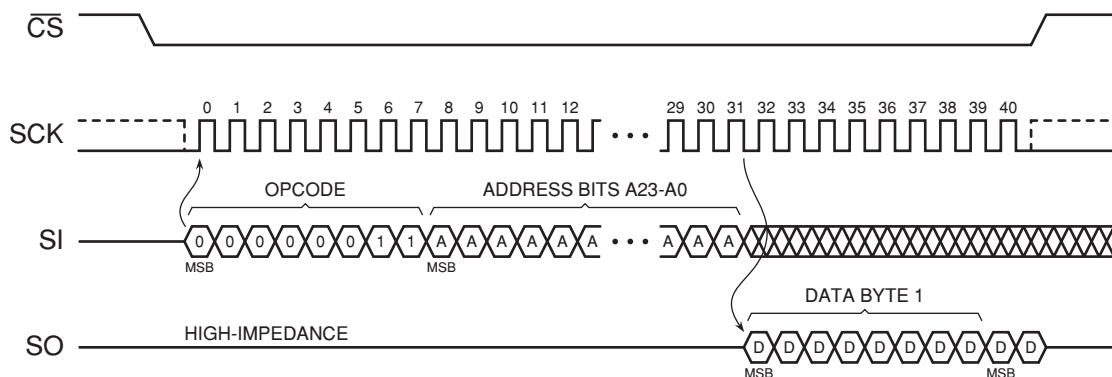 CS
0 1 2 3 4 5 6 7 8 9 10 11 12 29 30 31 32 33 34 35 36 37 38 39 40
SCK
OPCODE ADDRESS BITS A23-A0
SI 0 0 0 0 0 0 1 1 A A A A A A A A A
MSB MSB
DATA BYTE 1
HIGH-IMPEDANCE
SO D D D D D D D D D D
MSB MSB